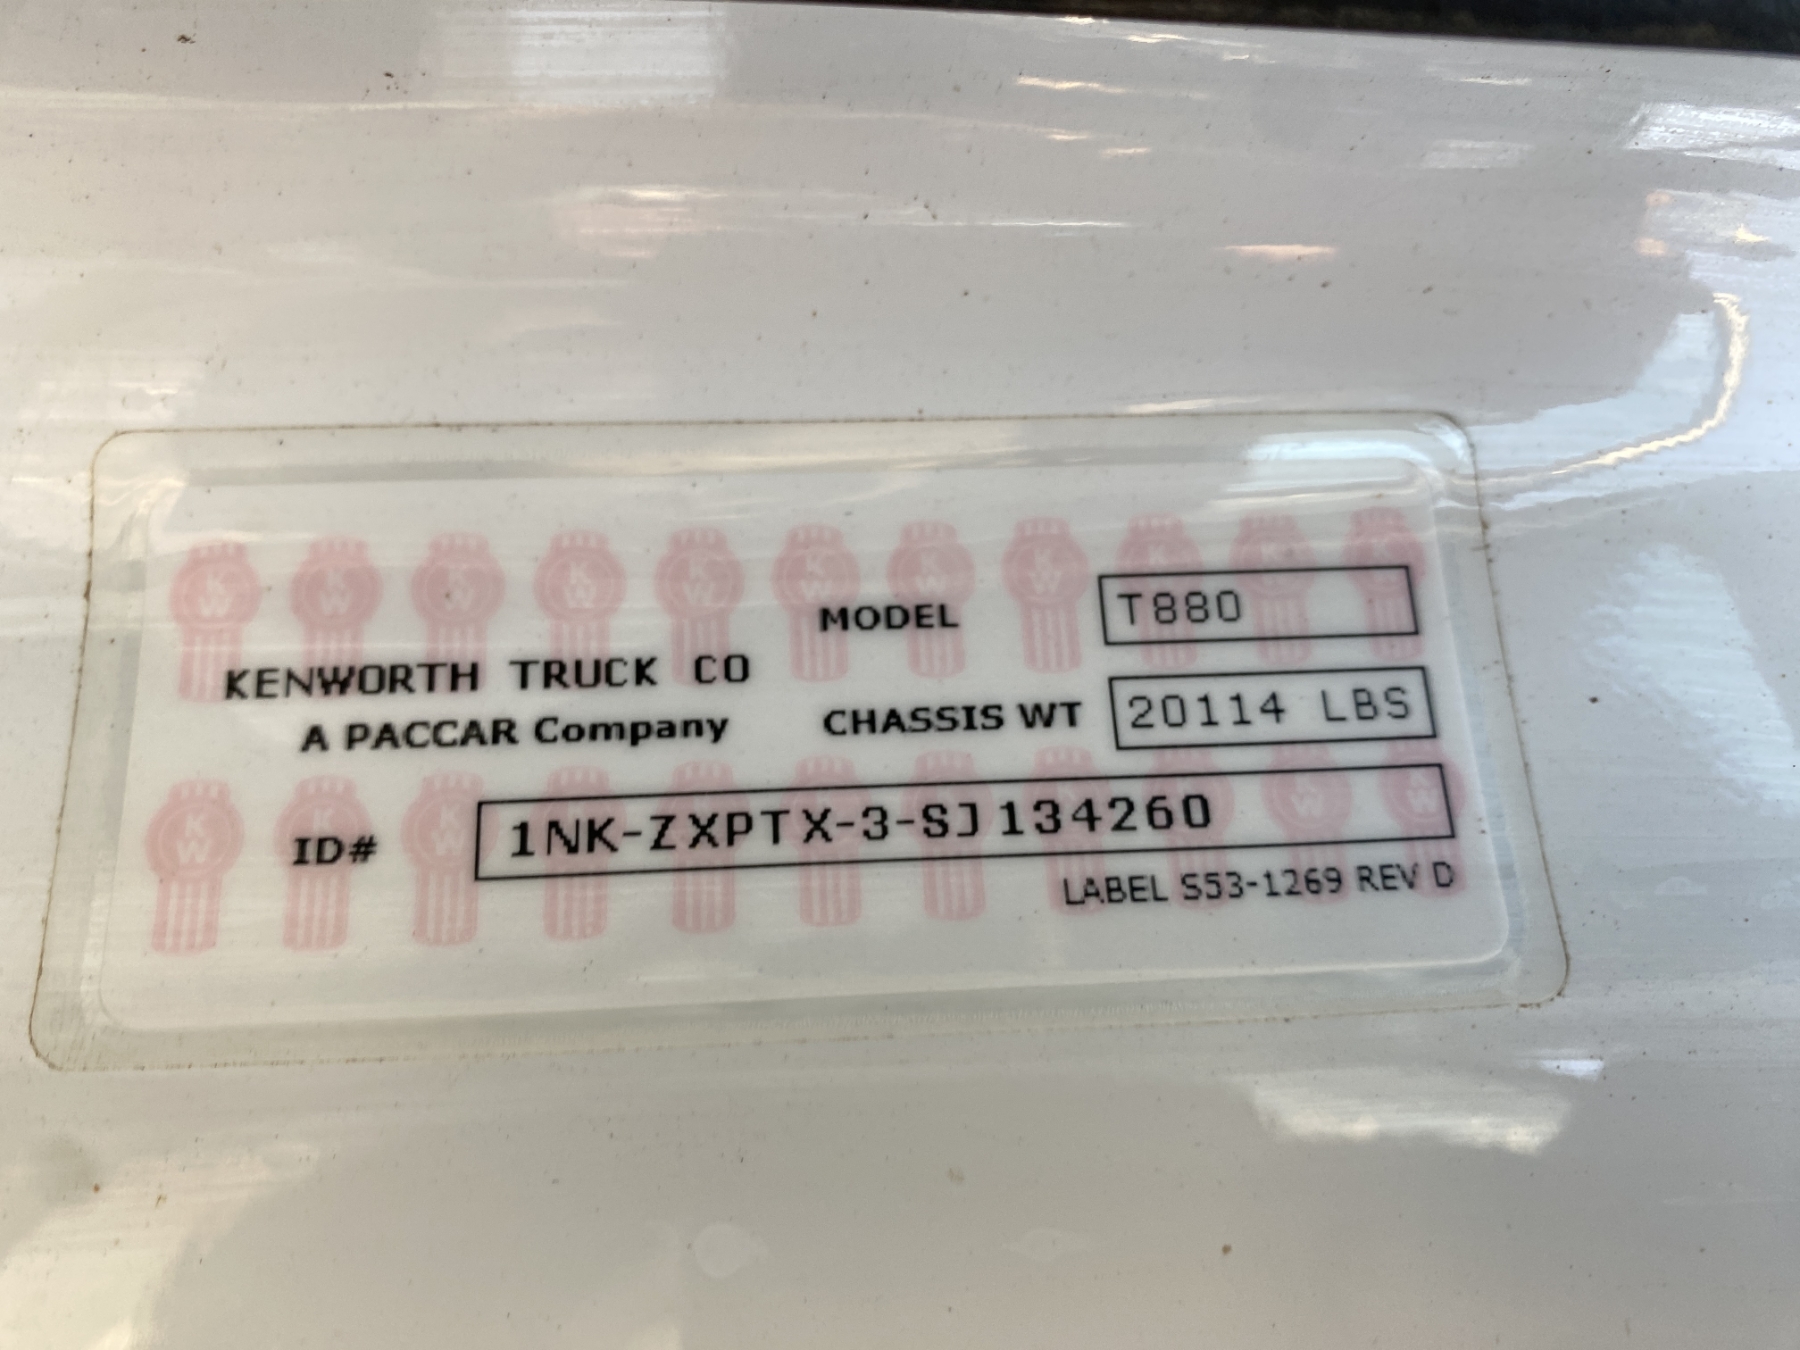 MODEL T880
KENWORTH TRUCK CO
A PACCAR Company
CHASSIS WT 20114 LBS
ID# 1NK-ZXPTX-3-SJ134260
LABEL S53-1269 REV D